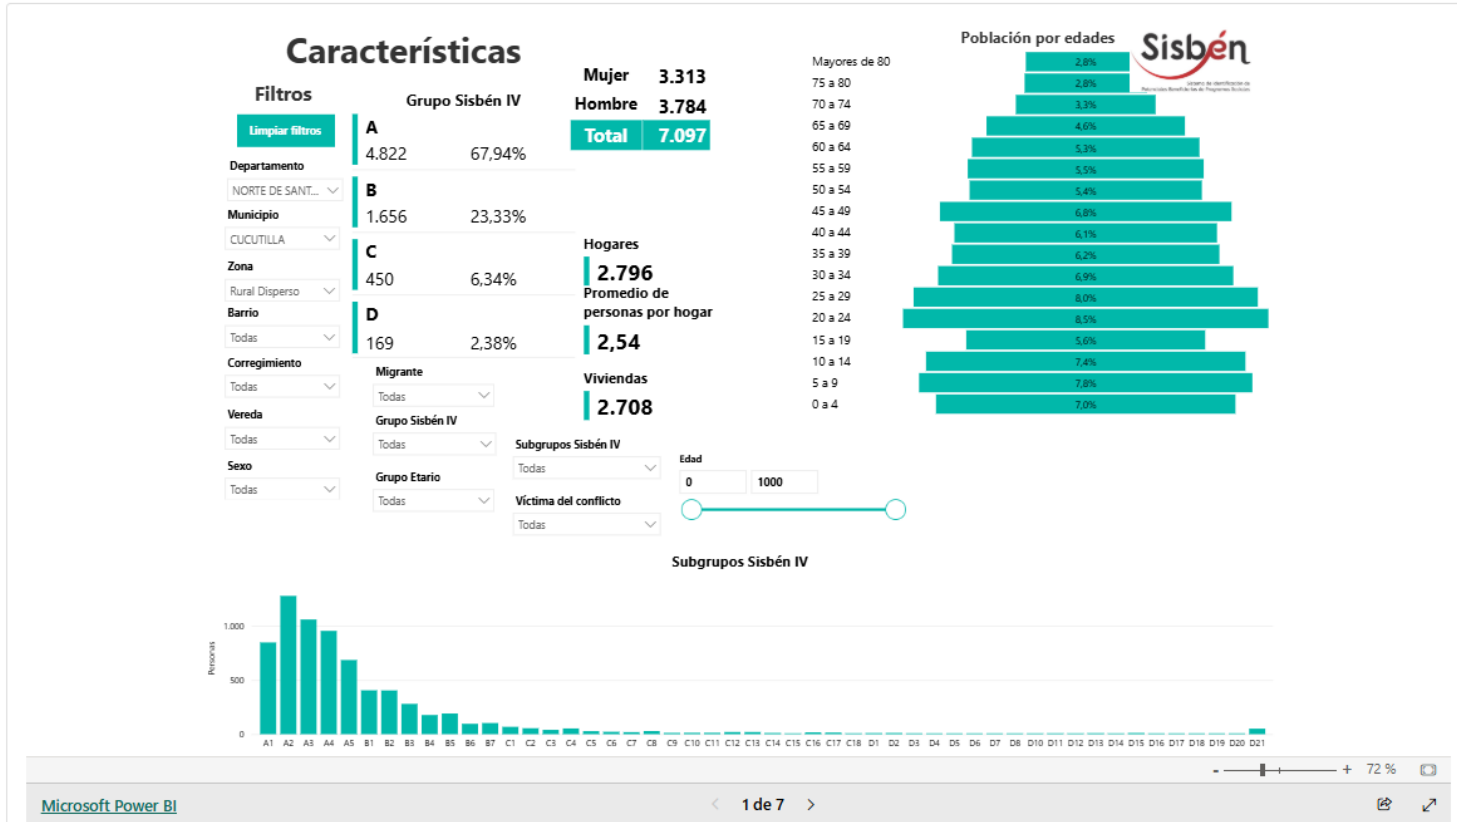 Características
Filtros
Limpiar filtros
Departamento
NORTE DE SANT...
Municipio
CUCUTILLA
Zona
Rural Disperso
Barrio
Todas
Corregimiento
Todas
Vereda
Todas
Sexo
Todas
Grupo Sisbén IV
A
4.822 67,94%
B
1.656 23,33%
C
450 6,34%
D
169 2,38%
Migrante
Todas
Grupo Sisbén IV
Todas
Grupo Etario
Todas
Mujer 3.313
Hombre 3.784
Total 7.097
Hogares
2.796
Promedio de
personas por hogar
2,54
Viviendas
2.708
Subgrupos Sisbén IV
Todas
Víctima del conflicto
Todas
Edad
0 1000
Población por edades
Sisbén
Sistema de Identificación de
Potenciales Beneficiarios de Programas Sociales
Mayores de 80 2,8%
75 a 80 2,8%
70 a 74 3,3%
65 a 69 4,6%
60 a 64 5,3%
55 a 59 5,5%
50 a 54 5,4%
45 a 49 6,8%
40 a 44 6,1%
35 a 39 6,2%
30 a 34 6,9%
25 a 29 8,0%
20 a 24 8,5%
15 a 19 5,6%
10 a 14 7,4%
5 a 9 7,8%
0 a 4 7,0%
Subgrupos Sisbén IV
Personas
1.000
500
0
A1 A2 A3 A4 A5 B1 B2 B3 B4 B5 B6 B7 C1 C2 C3 C4 C5 C6 C7 C8 C9 C10 C11 C12 C13 C14 C15 C16 C17 C18 D1 D2 D3 D4 D5 D6 D7 D8 D10 D11 D12 D13 D14 D15 D16 D17 D18 D19 D20 D21
- + 72 %
Microsoft Power BI
1 de 7